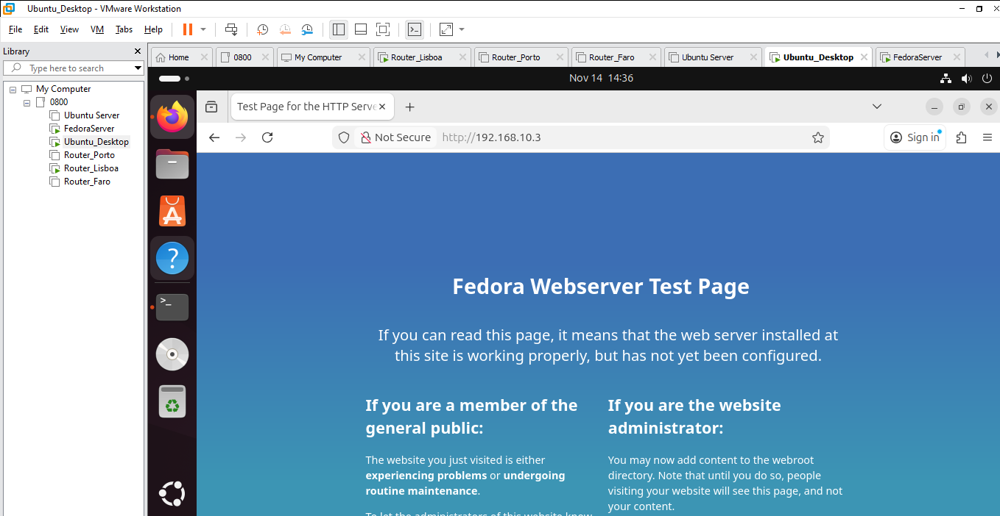 Ubuntu_Desktop - VMware Workstation
File Edit View VM Tabs Help
Library
Type here to search
My Computer
0800
Ubuntu Server
FedoraServer
Ubuntu_Desktop
Router_Porto
Router_Lisboa
Router_Faro
Home 0800 My Computer Router_Lisboa Router_Porto Router_Faro Ubuntu Server Ubuntu_Desktop FedoraServer
Nov 14 14:36
Test Page for the HTTP Serve
Not Secure http://192.168.10.3 Sign in
Fedora Webserver Test Page
If you can read this page, it means that the web server installed at
this site is working properly, but has not yet been configured.
If you are a member of the
general public:
The website you just visited is either
experiencing problems or undergoing
routine maintenance.
To let the administrators of this website know
If you are the website
administrator:
You may now add content to the webroot
directory. Note that until you do so, people
visiting your website will see this page, and not
your content.